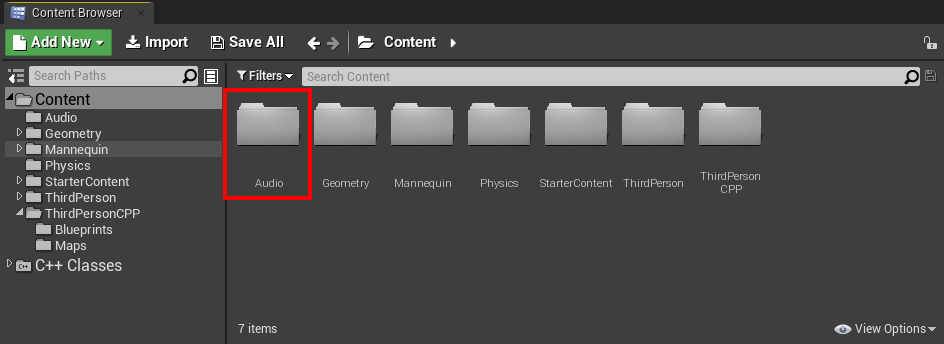 Content Browser
Add New
Import
Save All
Content
Search Paths
Filters
Search Content
Content
Audio
Geometry
Mannequin
Physics
StarterContent
ThirdPerson
ThirdPersonCPP
Blueprints
Maps
C++ Classes
Audio
Geometry
Mannequin
Physics
StarterContent
ThirdPerson
ThirdPerson
CPP
7 items
View Options